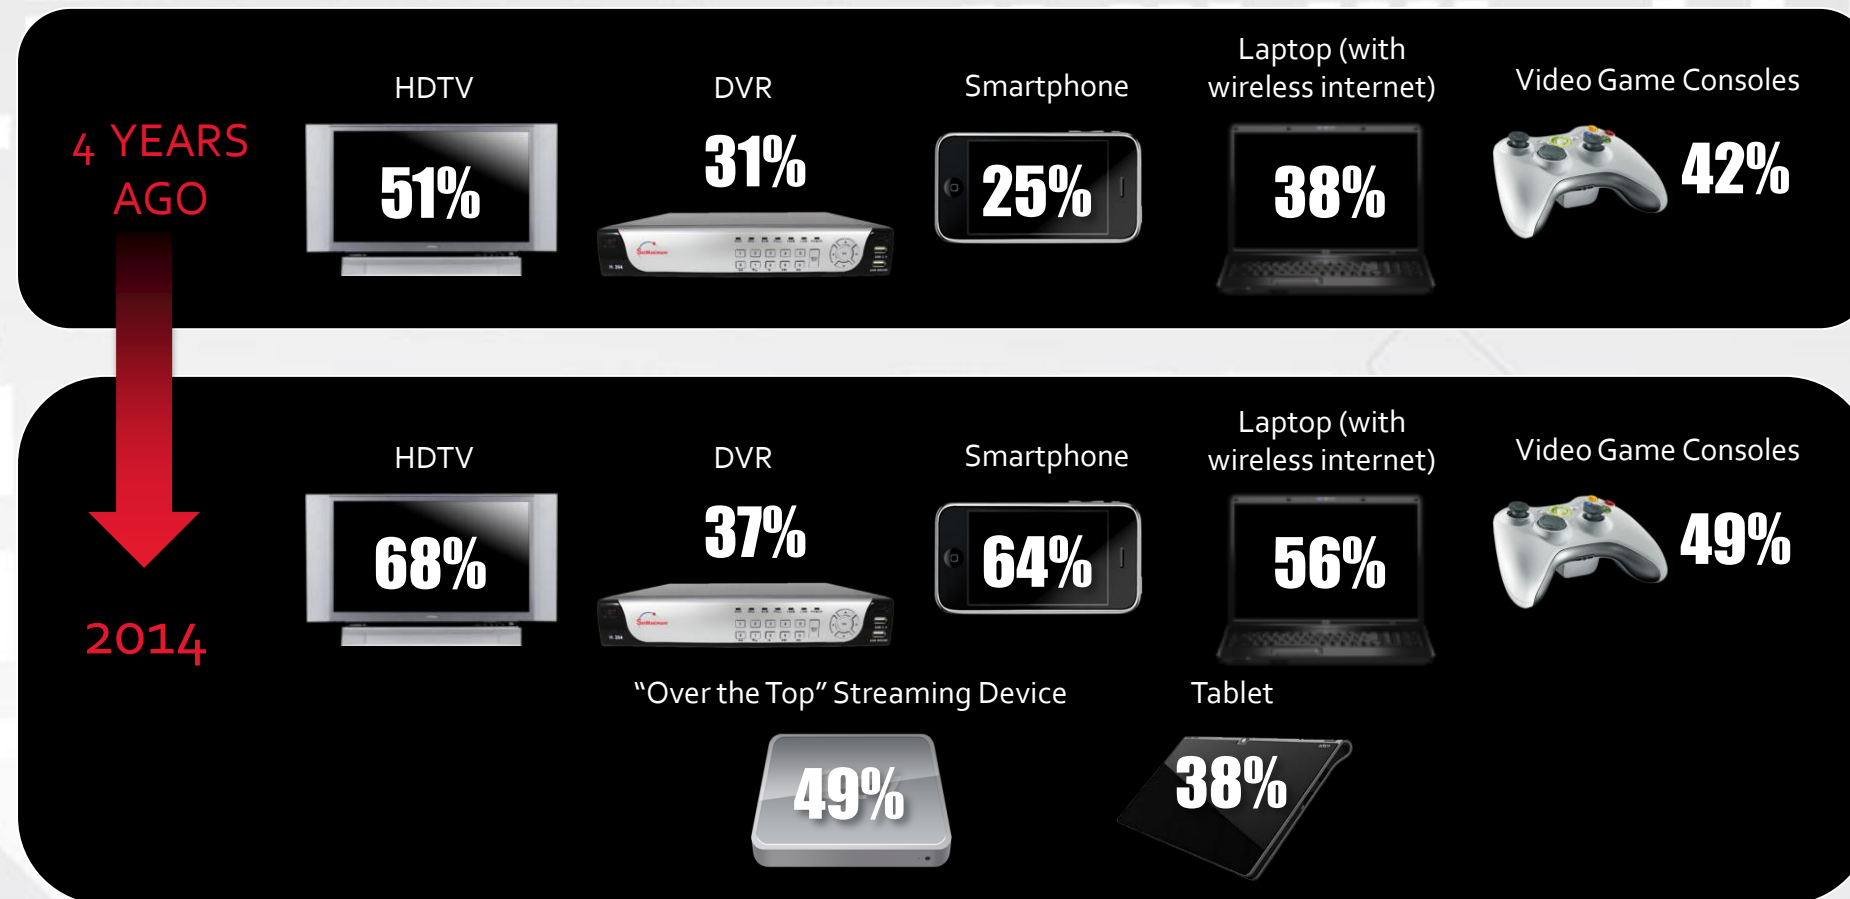 4 YEARS
AGO
HDTV
51%
DVR
31%
Smartphone
25%
Laptop (with
wireless internet)
38%
Video Game Consoles
42%
2014
HDTV
68%
DVR
37%
Smartphone
64%
Laptop (with
wireless internet)
56%
Video Game Consoles
49%
“Over the Top” Streaming Device
49%
Tablet
38%